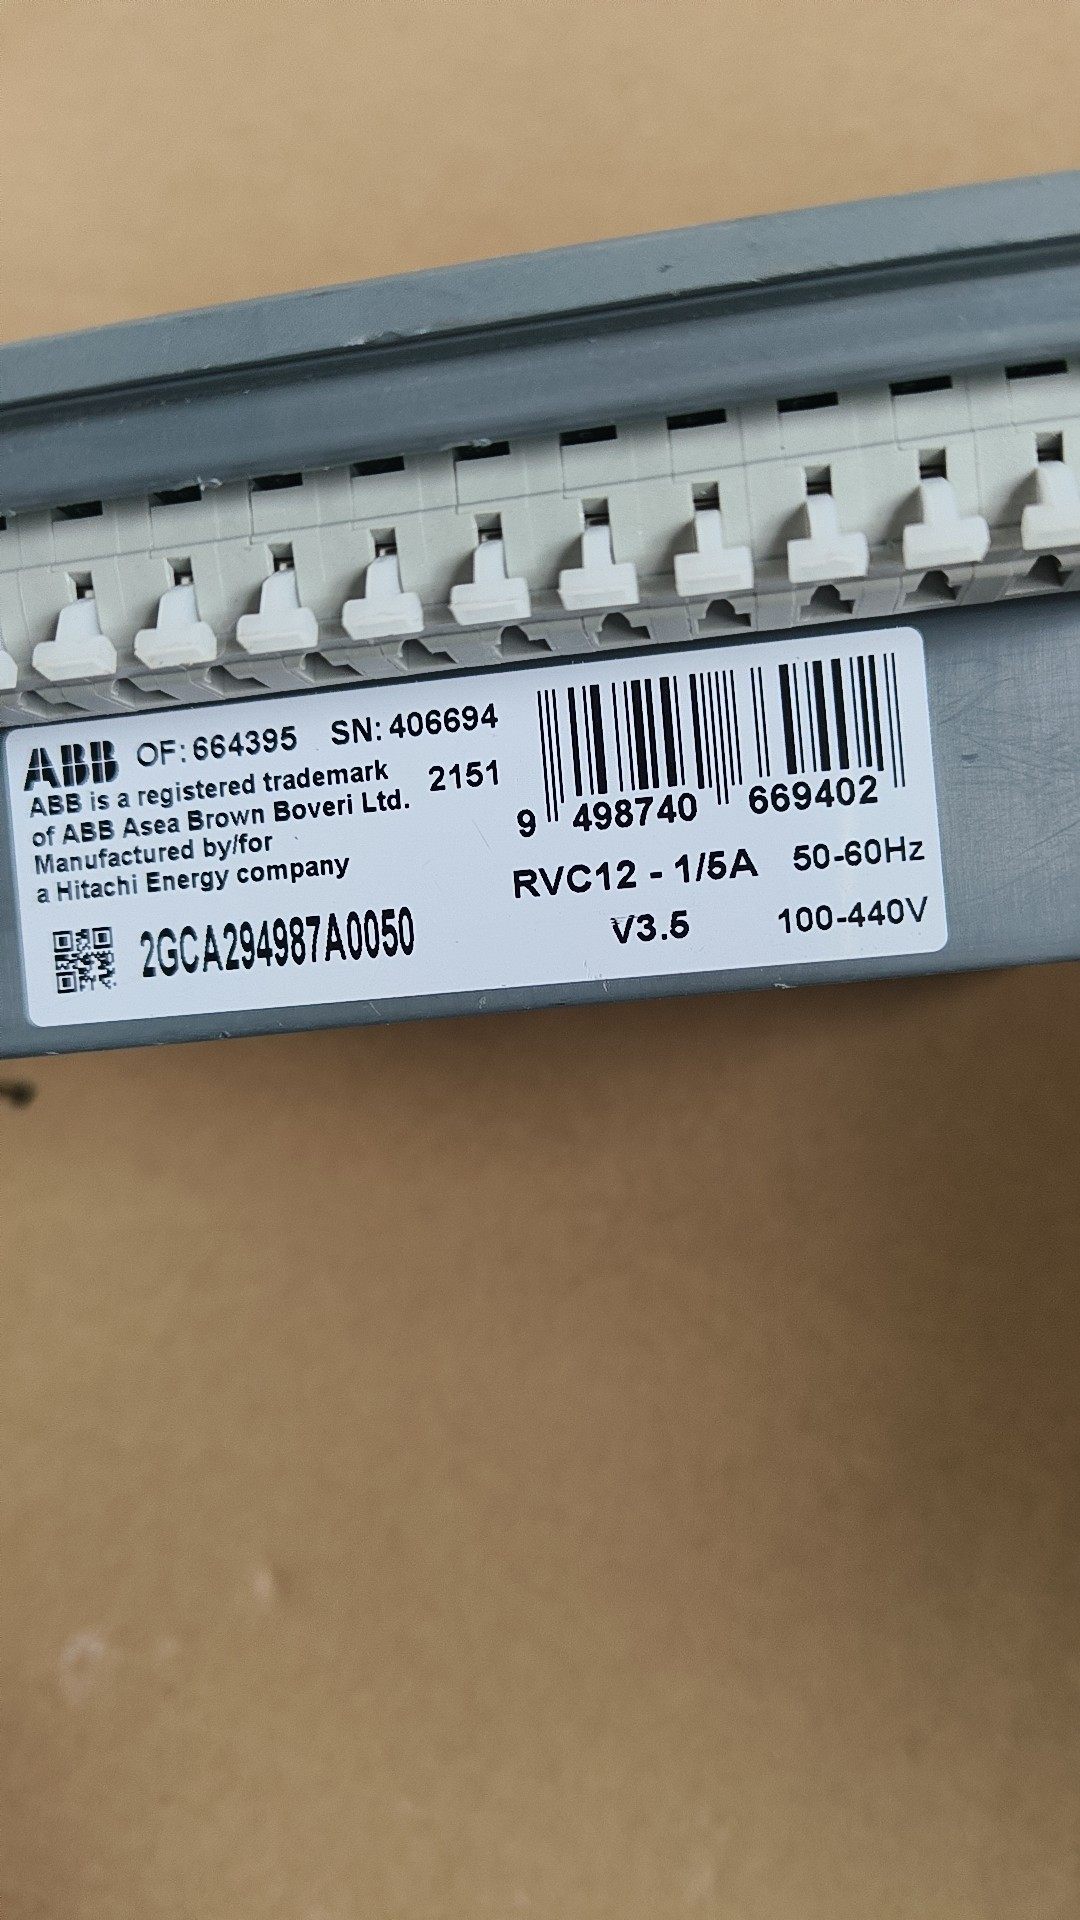 ABB OF: 664395 SN: 406694
ABB is a registered trademark 2151
of ABB Asea Brown Boveri Ltd.
Manufactured by/for
a Hitachi Energy company
2GCA294987A0050
9 498740 669402
RVC12 - 1/5A 50-60Hz
V3.5 100-440V